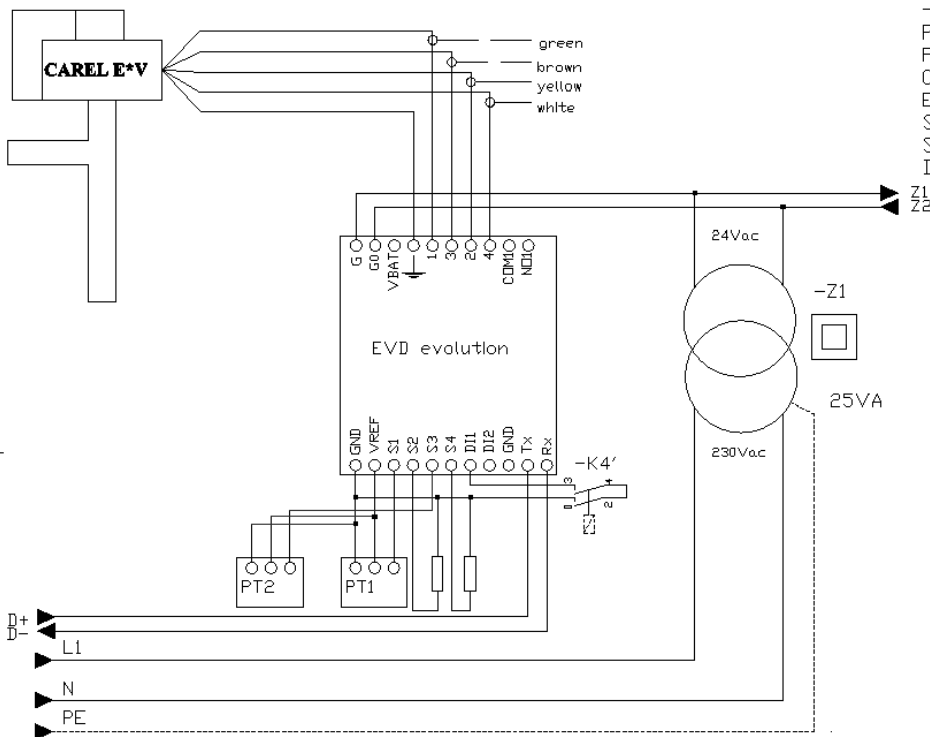 CAREL E*V
green
brown
yellow
white
Z1
Z2
24Vac
G
G0
VBAT
1
3
2
4
COM1
NO1
-Z1
EVD evolution
25VA
GND
VREF
S1
S2
S3
S4
DI1
DI2
GND
Tx
Rx
230Vac
-K4'
3
4
2
PT2
PT1
D+
D-
L1
N
PE